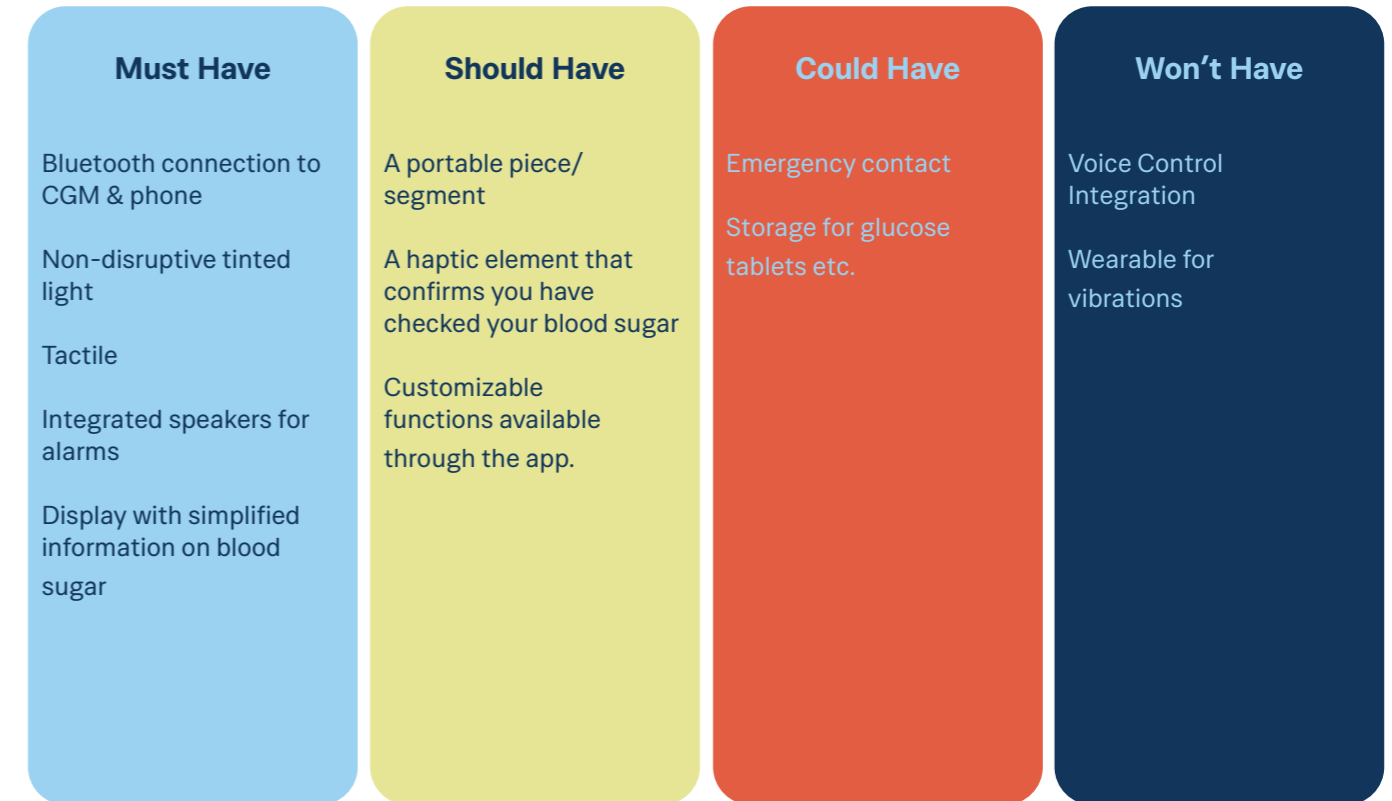 Must Have
Bluetooth connection to
CGM & phone
Non-disruptive tinted
light
Tactile
Integrated speakers for
alarms
Display with simplified
information on blood
sugar
Should Have
A portable piece/
segment
A haptic element that
confirms you have
checked your blood sugar
Customizable
functions available
through the app.
Could Have
Emergency contact
Storage for glucose
tablets etc.
Won’t Have
Voice Control
Integration
Wearable for
vibrations